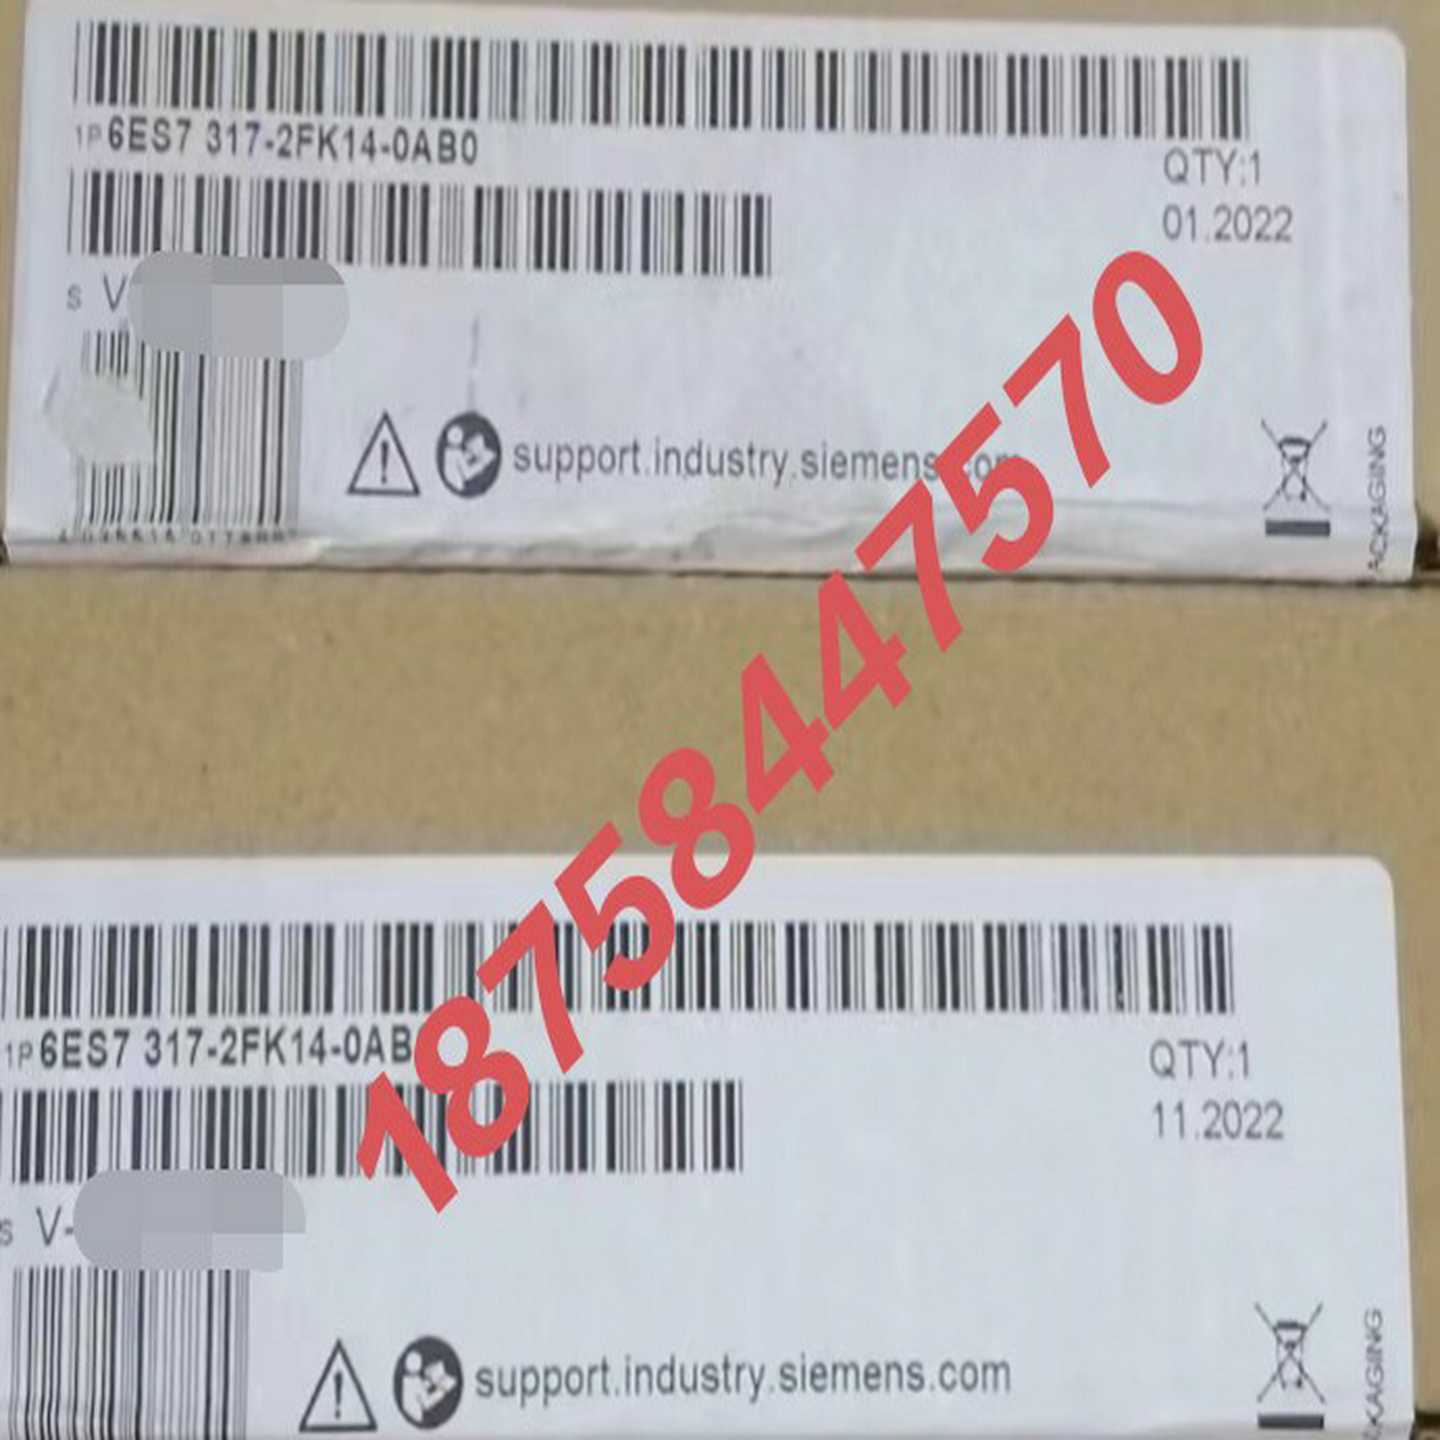 1P 6ES7 317-2FK14-0AB0
QTY:1
01.2022
s V
support.industry.siemens.com
18758447570
1P 6ES7 317-2FK14-0AB
QTY:1
11.2022
s V-
support.industry.siemens.com